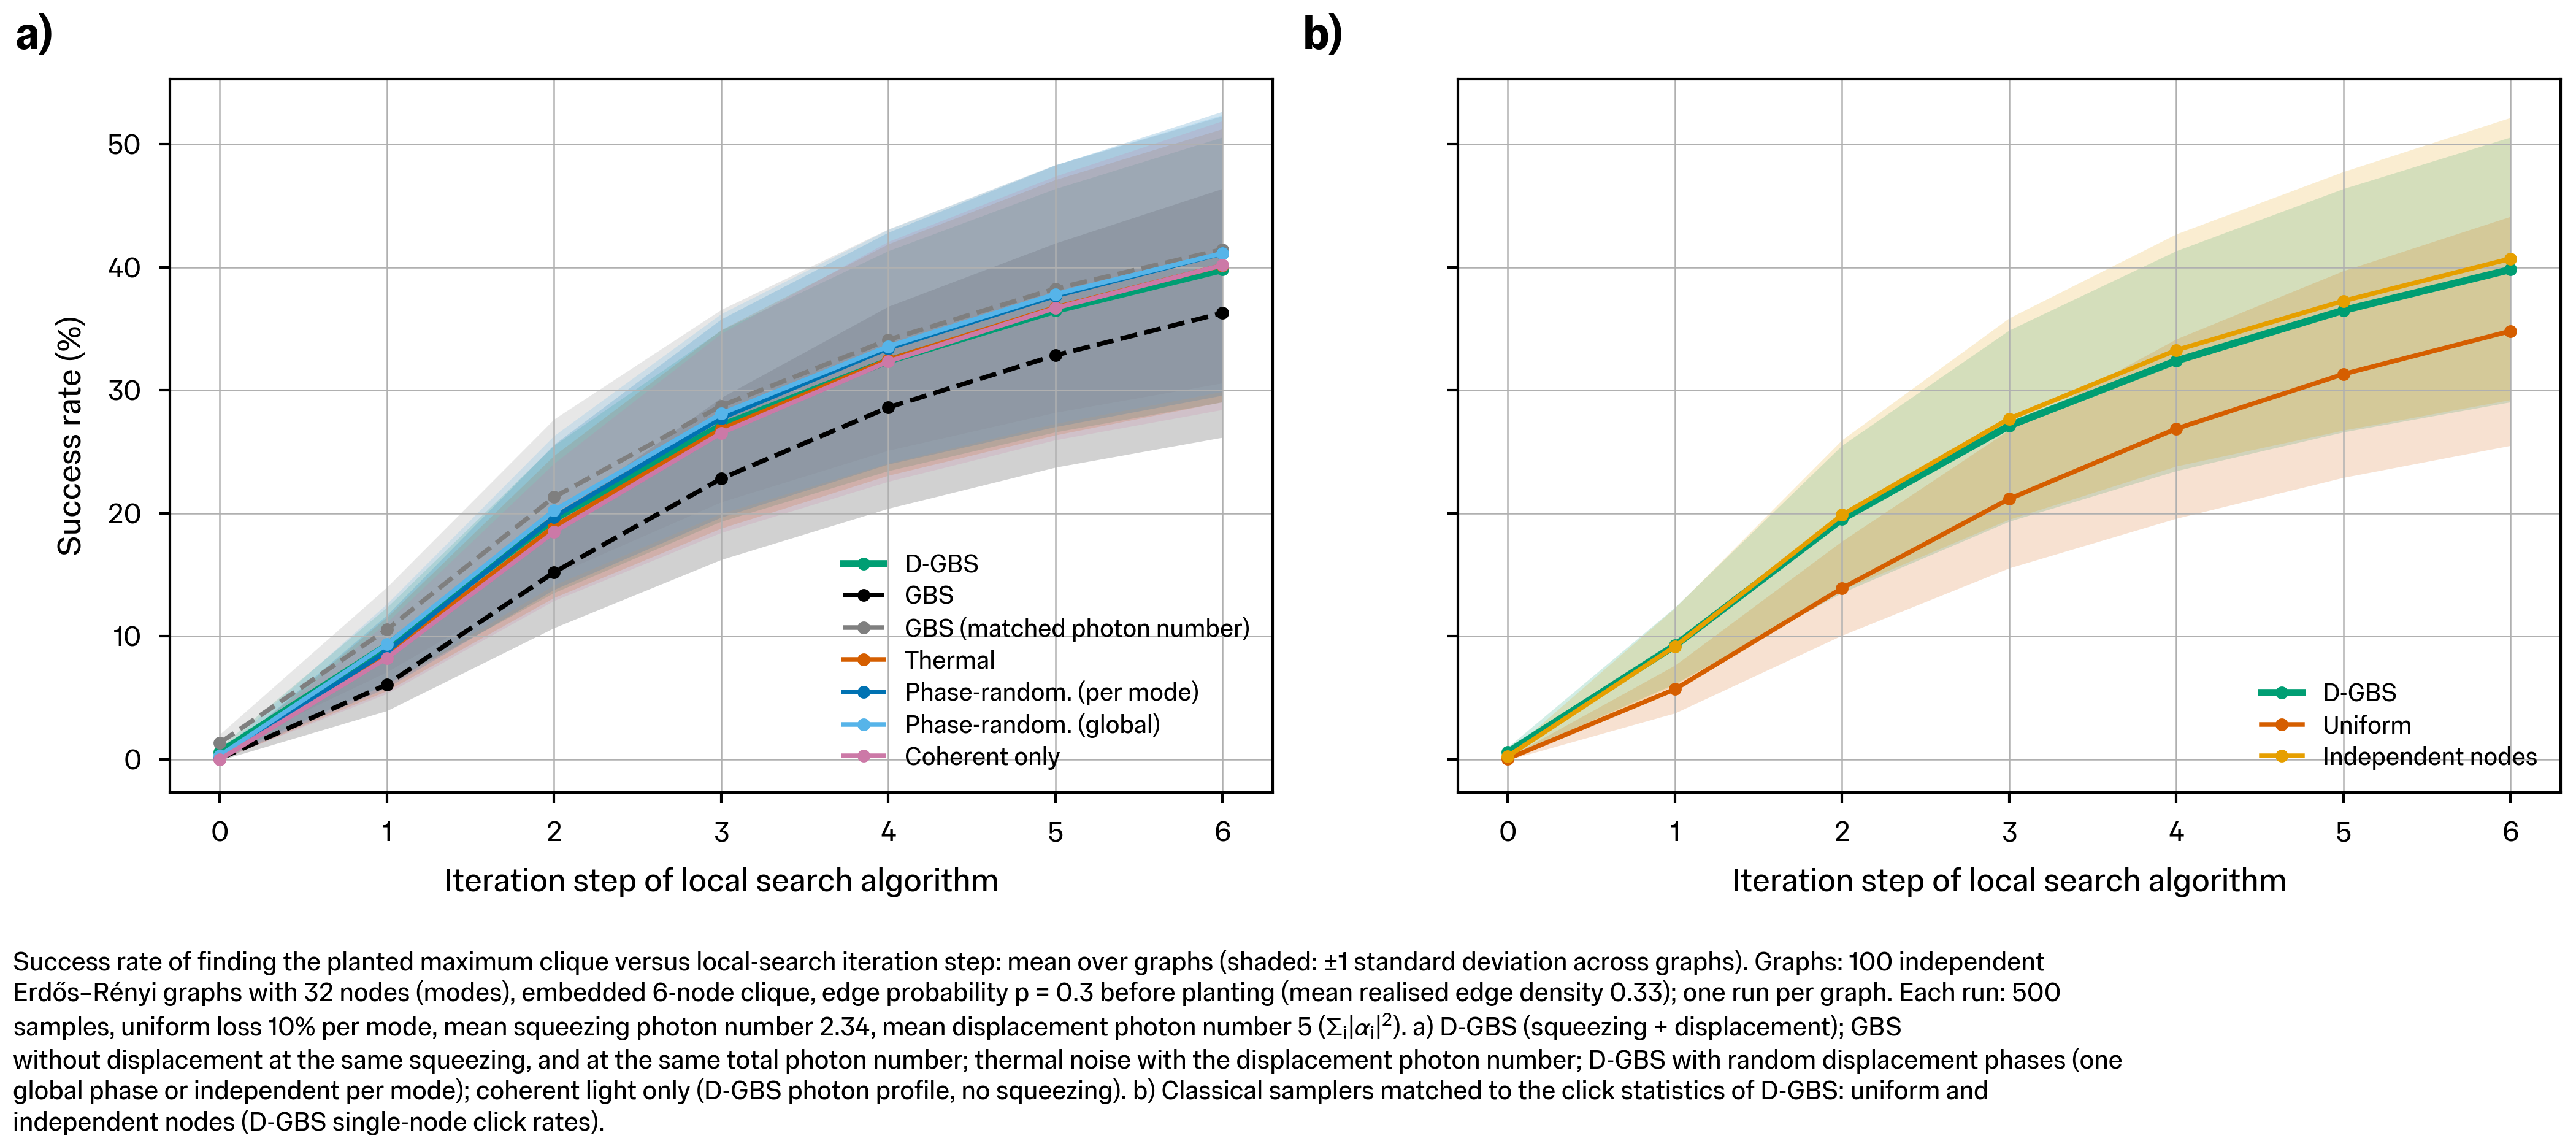 a)
b)
50
40
30
20
10
0
Success rate (%)
D-GBS
GBS
GBS (matched photon number)
Thermal
Phase-random. (per mode)
Phase-random. (global)
Coherent only
0 1 2 3 4 5 6
Iteration step of local search algorithm
D-GBS
Uniform
Independent nodes
0 1 2 3 4 5 6
Iteration step of local search algorithm
Success rate of finding the planted maximum clique versus local-search iteration step: mean over graphs (shaded: ±1 standard deviation across graphs). Graphs: 100 independent
Erdős–Rényi graphs with 32 nodes (modes), embedded 6-node clique, edge probability p = 0.3 before planting (mean realised edge density 0.33); one run per graph. Each run: 500
samples, uniform loss 10% per mode, mean squeezing photon number 2.34, mean displacement photon number 5 (Σᵢ|αᵢ|²). a) D-GBS (squeezing + displacement); GBS
without displacement at the same squeezing, and at the same total photon number; thermal noise with the displacement photon number; D-GBS with random displacement phases (one
global phase or independent per mode); coherent light only (D-GBS photon profile, no squeezing). b) Classical samplers matched to the click statistics of D-GBS: uniform and
independent nodes (D-GBS single-node click rates).